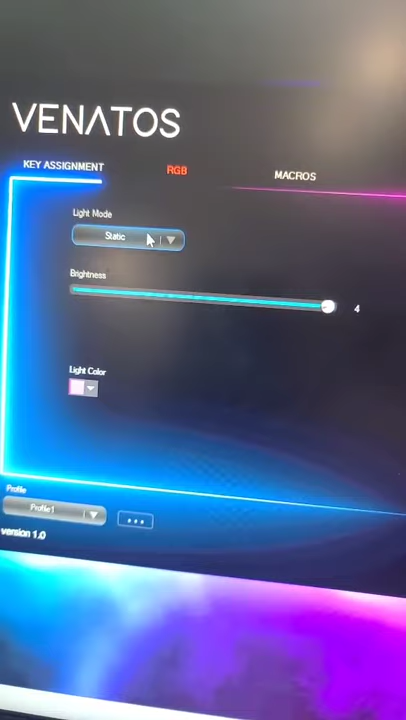 VENATOS
KEY ASSIGNMENT
RGB
MACROS
Light Mode
Static
Brightness
4
Light Color
Profile
Profile1
...
version 1.0